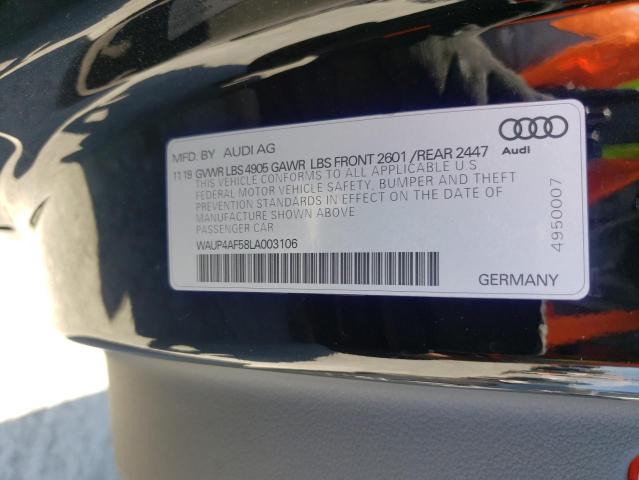 MFD. BY AUDI AG
11 19 GVWR LBS 4905 GAWR LBS FRONT 2601 /REAR 2447
THIS VEHICLE CONFORMS TO ALL APPLICABLE U.S
FEDERAL MOTOR VEHICLE SAFETY, BUMPER AND THEFT
PREVENTION STANDARDS IN EFFECT ON THE DATE OF
MANUFACTURE SHOWN ABOVE
PASSENGER CAR
WAUP4AF58LA003106
GERMANY
Audi
4950007